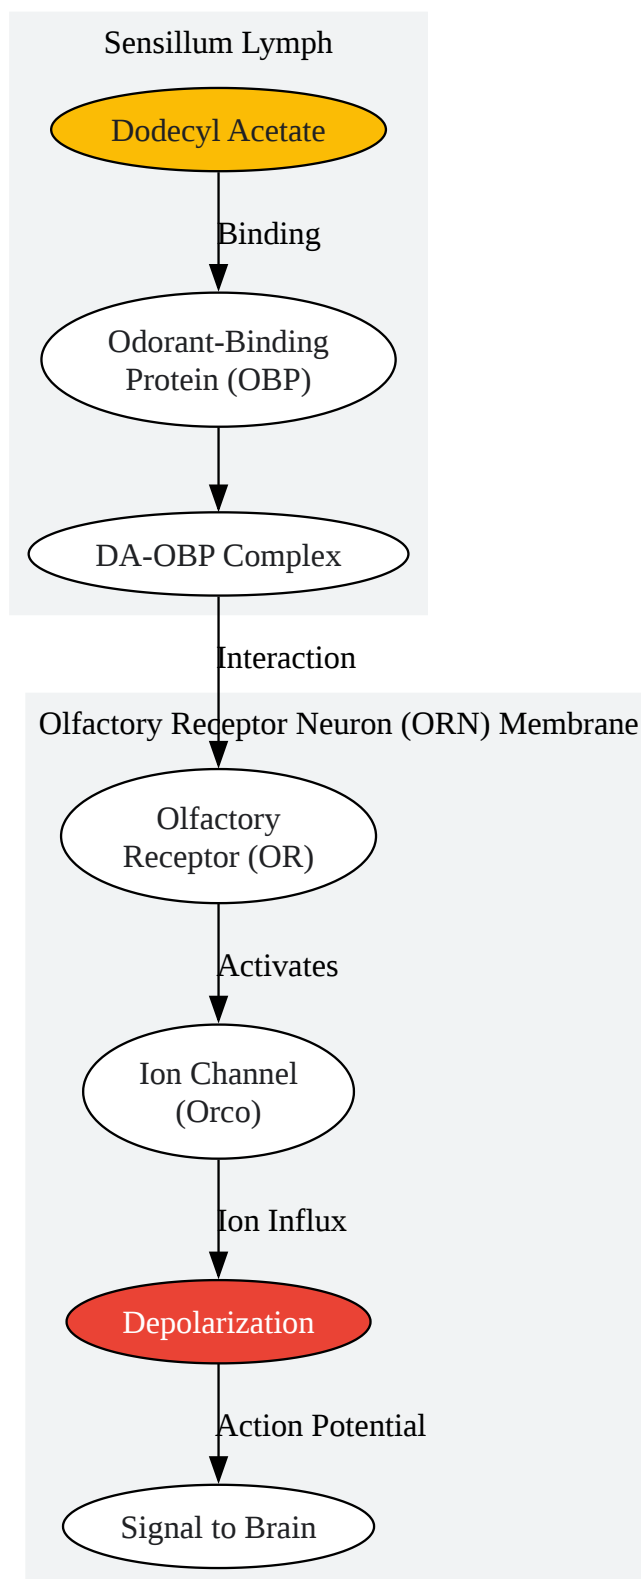 Sensillum Lymph
Dodecyl Acetate
Binding
Odorant-Binding
Protein (OBP)
DA-OBP Complex
Interaction
Olfactory Receptor Neuron (ORN) Membrane
Olfactory
Receptor (OR)
Activates
Ion Channel
(Orco)
Ion Influx
Depolarization
Action Potential
Signal to Brain